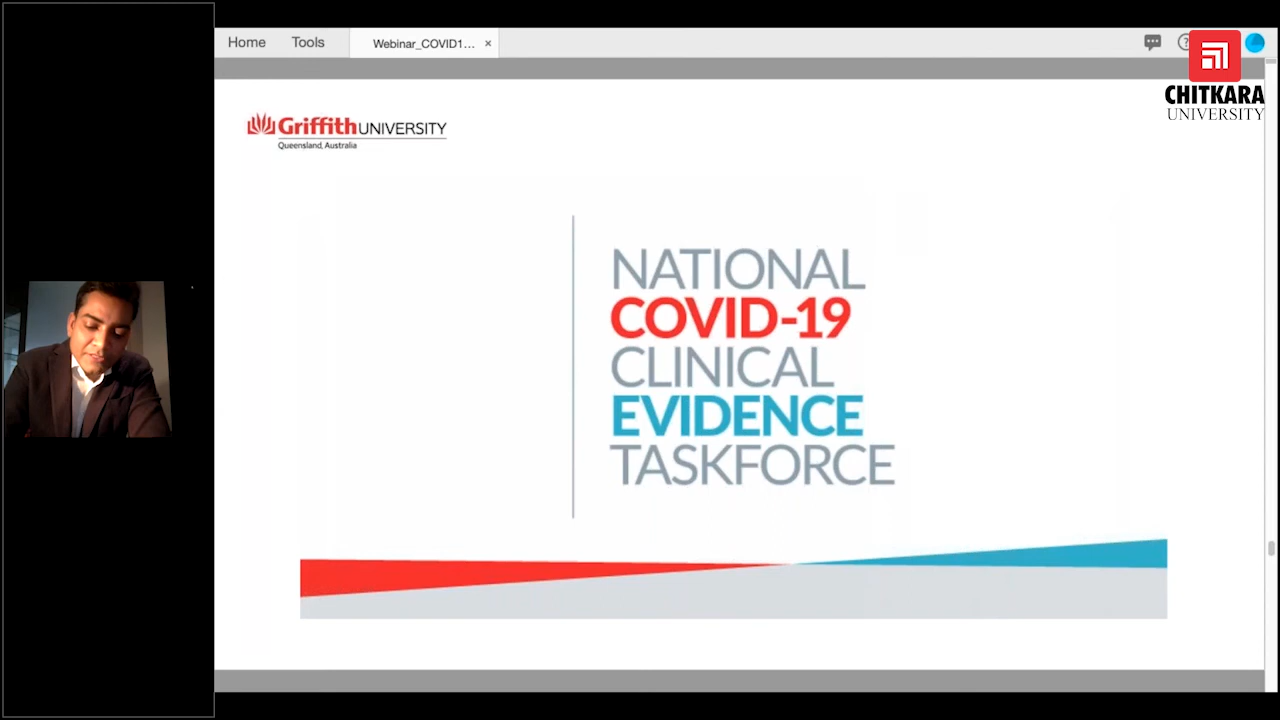 Home Tools Webinar_COVID1... ×
CHITKARA
UNIVERSITY
Griffith UNIVERSITY
Queensland, Australia
NATIONAL
COVID-19
CLINICAL
EVIDENCE
TASKFORCE